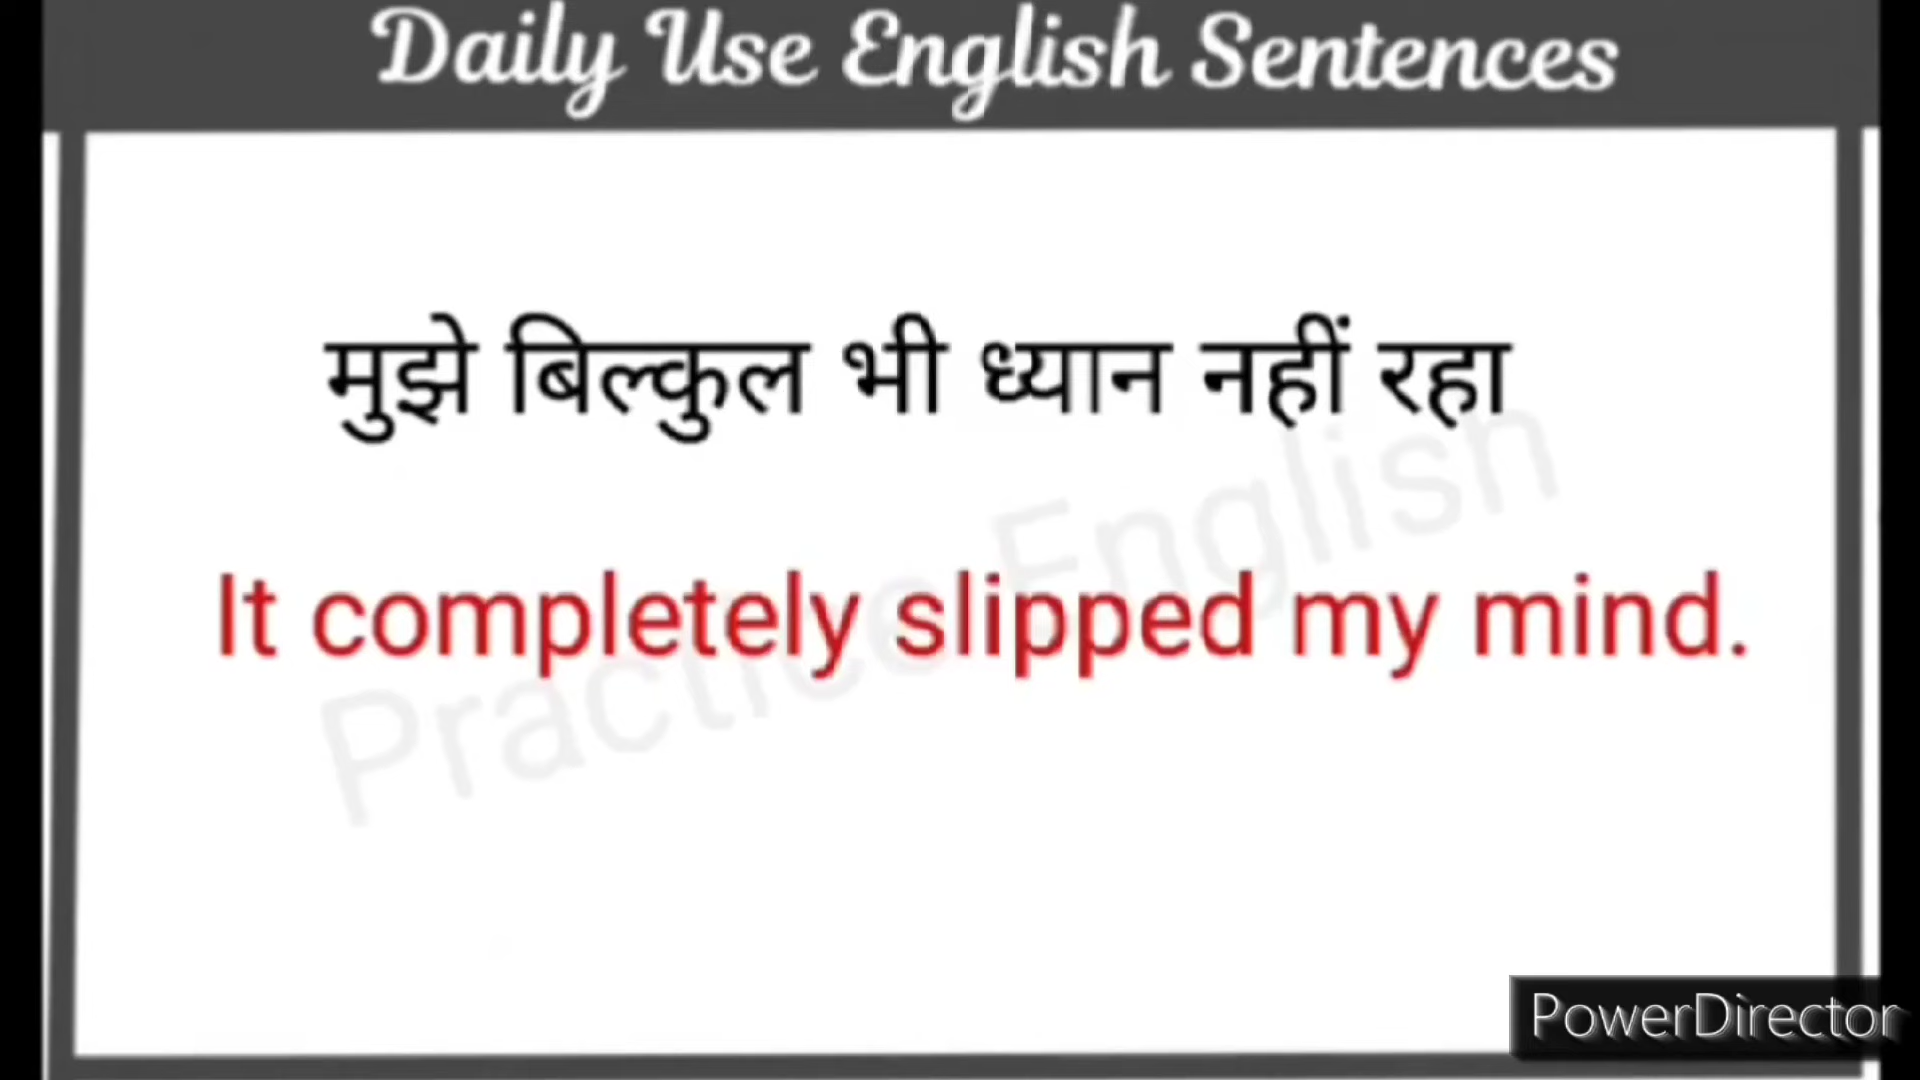 Daily Use English Sentences
मुझे बिल्कुल भी ध्यान नहीं रहा
It completely slipped my mind.
Practice English
PowerDirector